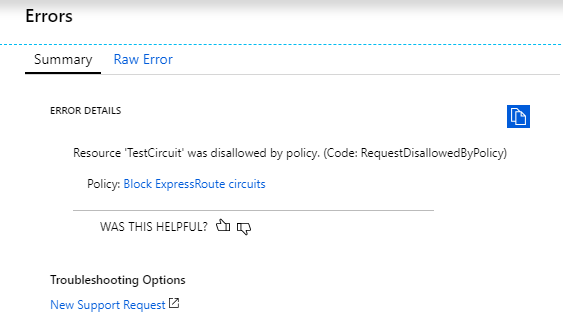 Errors
Summary Raw Error
ERROR DETAILS
Resource 'TestCircuit' was disallowed by policy. (Code: RequestDisallowedByPolicy)
Policy: Block ExpressRoute circuits
WAS THIS HELPFUL?
Troubleshooting Options
New Support Request